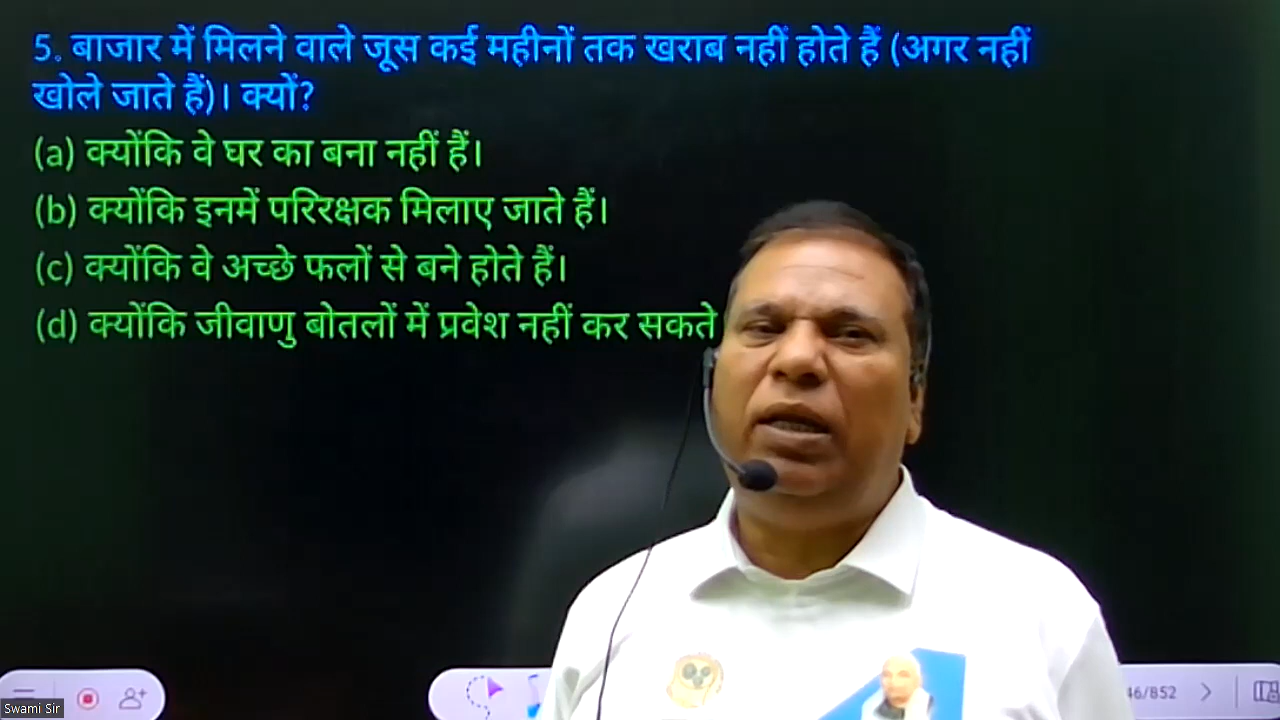 5. बाजार में मिलने वाले जूस कई महीनों तक खराब नहीं होते हैं (अगर नहीं
खोले जाते हैं)। क्यों?
(a) क्योंकि वे घर का बना नहीं हैं।
(b) क्योंकि इनमें परिरक्षक मिलाए जाते हैं।
(c) क्योंकि वे अच्छे फलों से बने होते हैं।
(d) क्योंकि जीवाणु बोतलों में प्रवेश नहीं कर सकते
46/852
Swami Sir